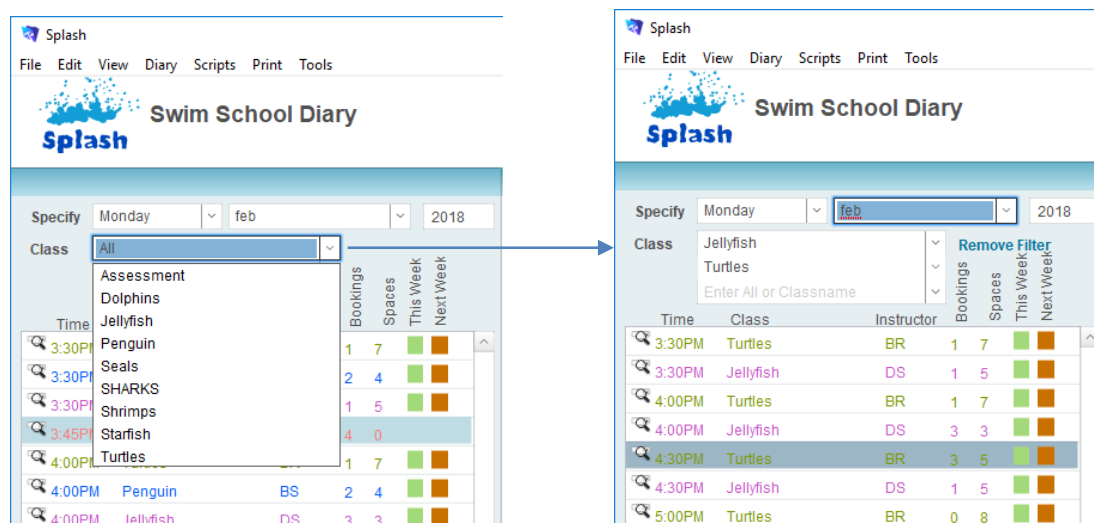 Splash
File Edit View Diary Scripts Print Tools
Splash
Swim School Diary
Specify Monday feb 2018
Class All
Assessment
Dolphins
Jellyfish
Penguin
Seals
SHARKS
Shrimps
Starfish
Turtles
Time Bookings Spaces This Week Next Week
3:30P 1 7
3:30P 2 4
3:30P 1 5
3:45P 4 0
4:00P 1 7
4:00PM Penguin BS 2 4
4:00PM Jellyfish DS 3 3
Splash
File Edit View Diary Scripts Print Tools
Splash
Swim School Diary
Specify Monday feb 2018
Class Jellyfish Remove Filter
Turtles
Enter All or Classname
Time Class Instructor Bookings Spaces This Week Next Week
3:30PM Turtles BR 1 7
3:30PM Jellyfish DS 1 5
4:00PM Turtles BR 1 7
4:00PM Jellyfish DS 3 3
4:30PM Turtles BR 3 5
4:30PM Jellyfish DS 1 5
5:00PM Turtles BR 0 8